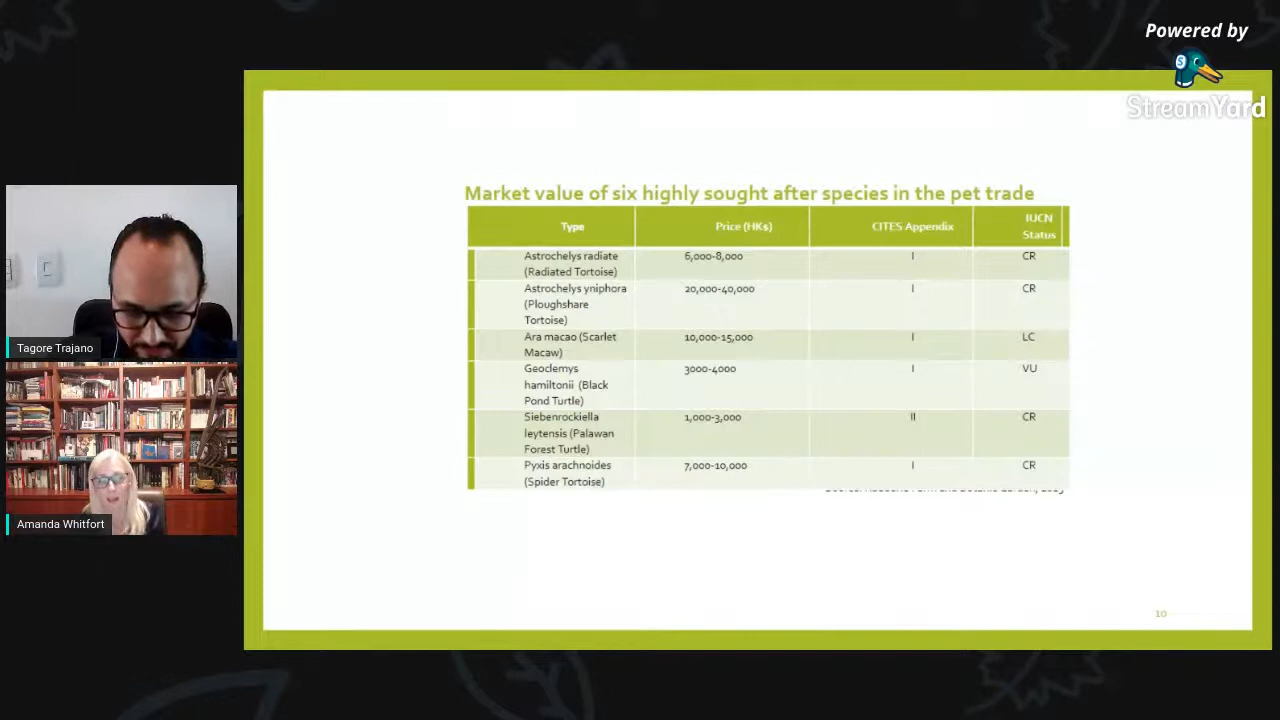 Powered by
StreamYard
Market value of six highly sought after species in the pet trade
Type Price (HK$) CITES Appendix IUCN Status
Astrochelys radiate (Radiated Tortoise) 6,000-8,000 I CR
Astrochelys yniphora (Ploughshare Tortoise) 20,000-40,000 I CR
Ara macao (Scarlet Macaw) 10,000-15,000 I LC
Geoclemys hamiltonii (Black Pond Turtle) 3000-4000 I VU
Siebenrockiella leytensis (Palawan Forest Turtle) 1,000-3,000 II CR
Pyxis arachnoides (Spider Tortoise) 7,000-10,000 I CR
10
Tagore Trajano
Amanda Whitfort